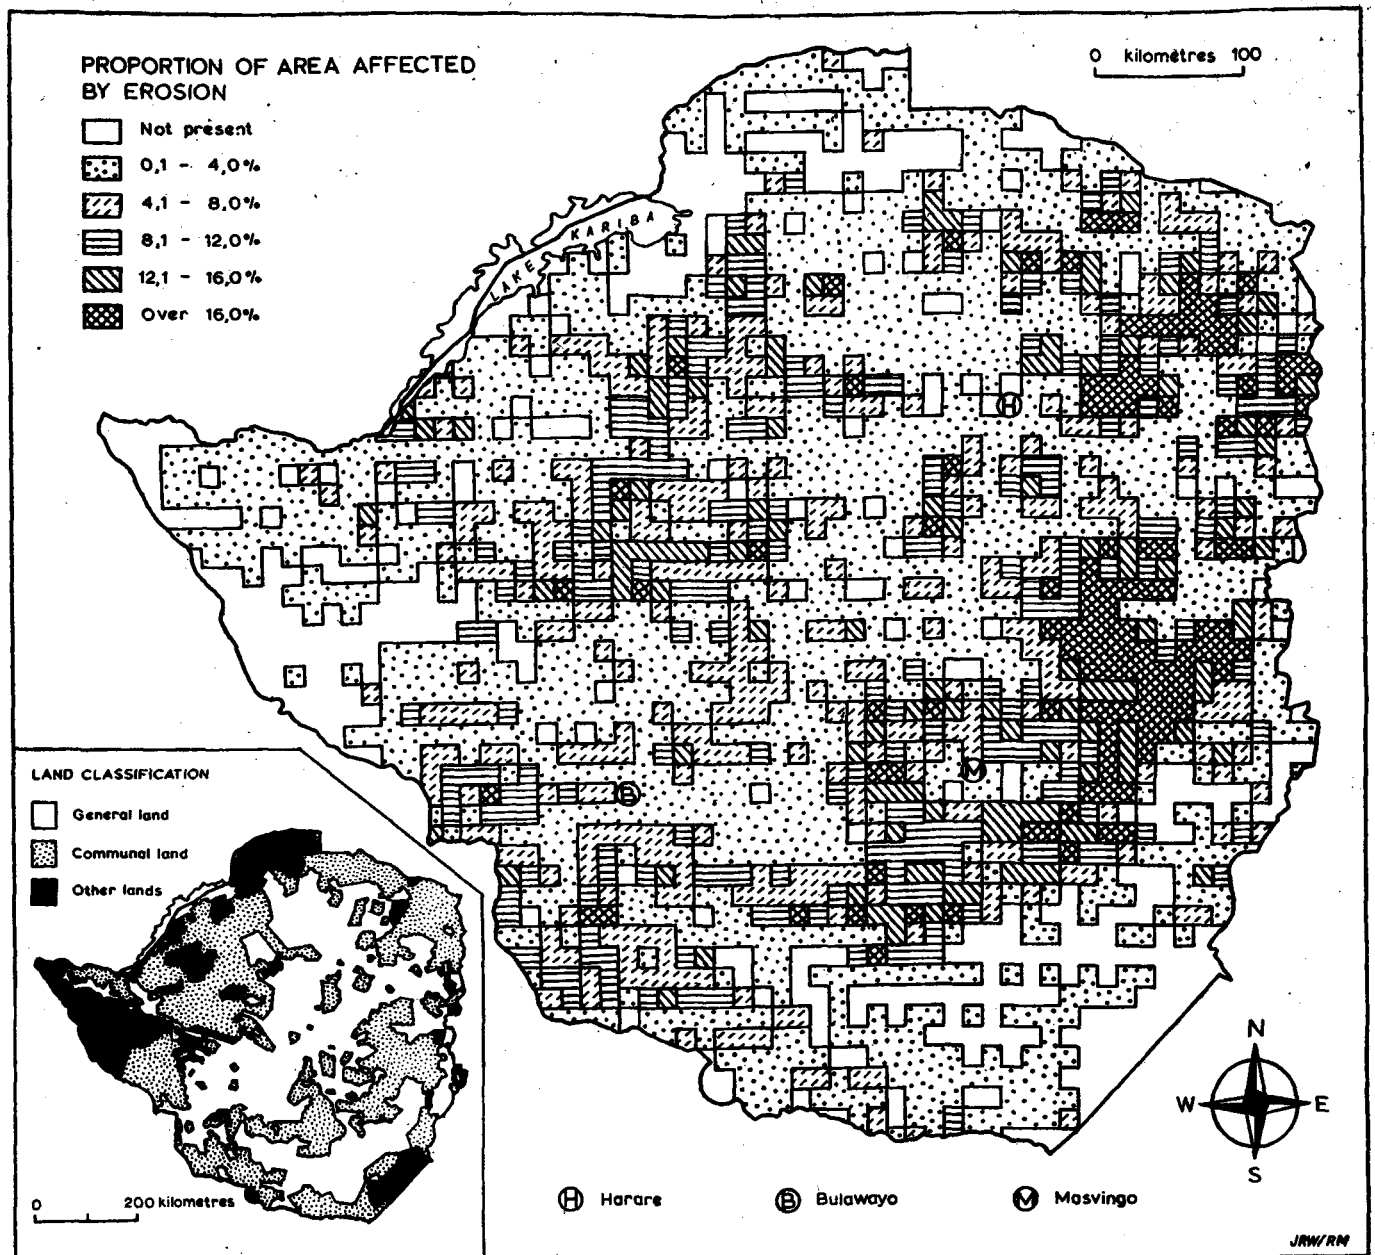 PROPORTION OF AREA AFFECTED
BY EROSION
Not present
0,1 - 4,0%
4,1 - 8,0%
8,1 - 12,0%
12,1 - 16,0%
Over 16,0%
0 kilometres 100
LAKE KARIBA
H
B
M
LAND CLASSIFICATION
General land
Communal land
Other lands
0 200 kilometres
N
W E
S
H Harare
B Bulawayo
M Masvingo
JRW/RM